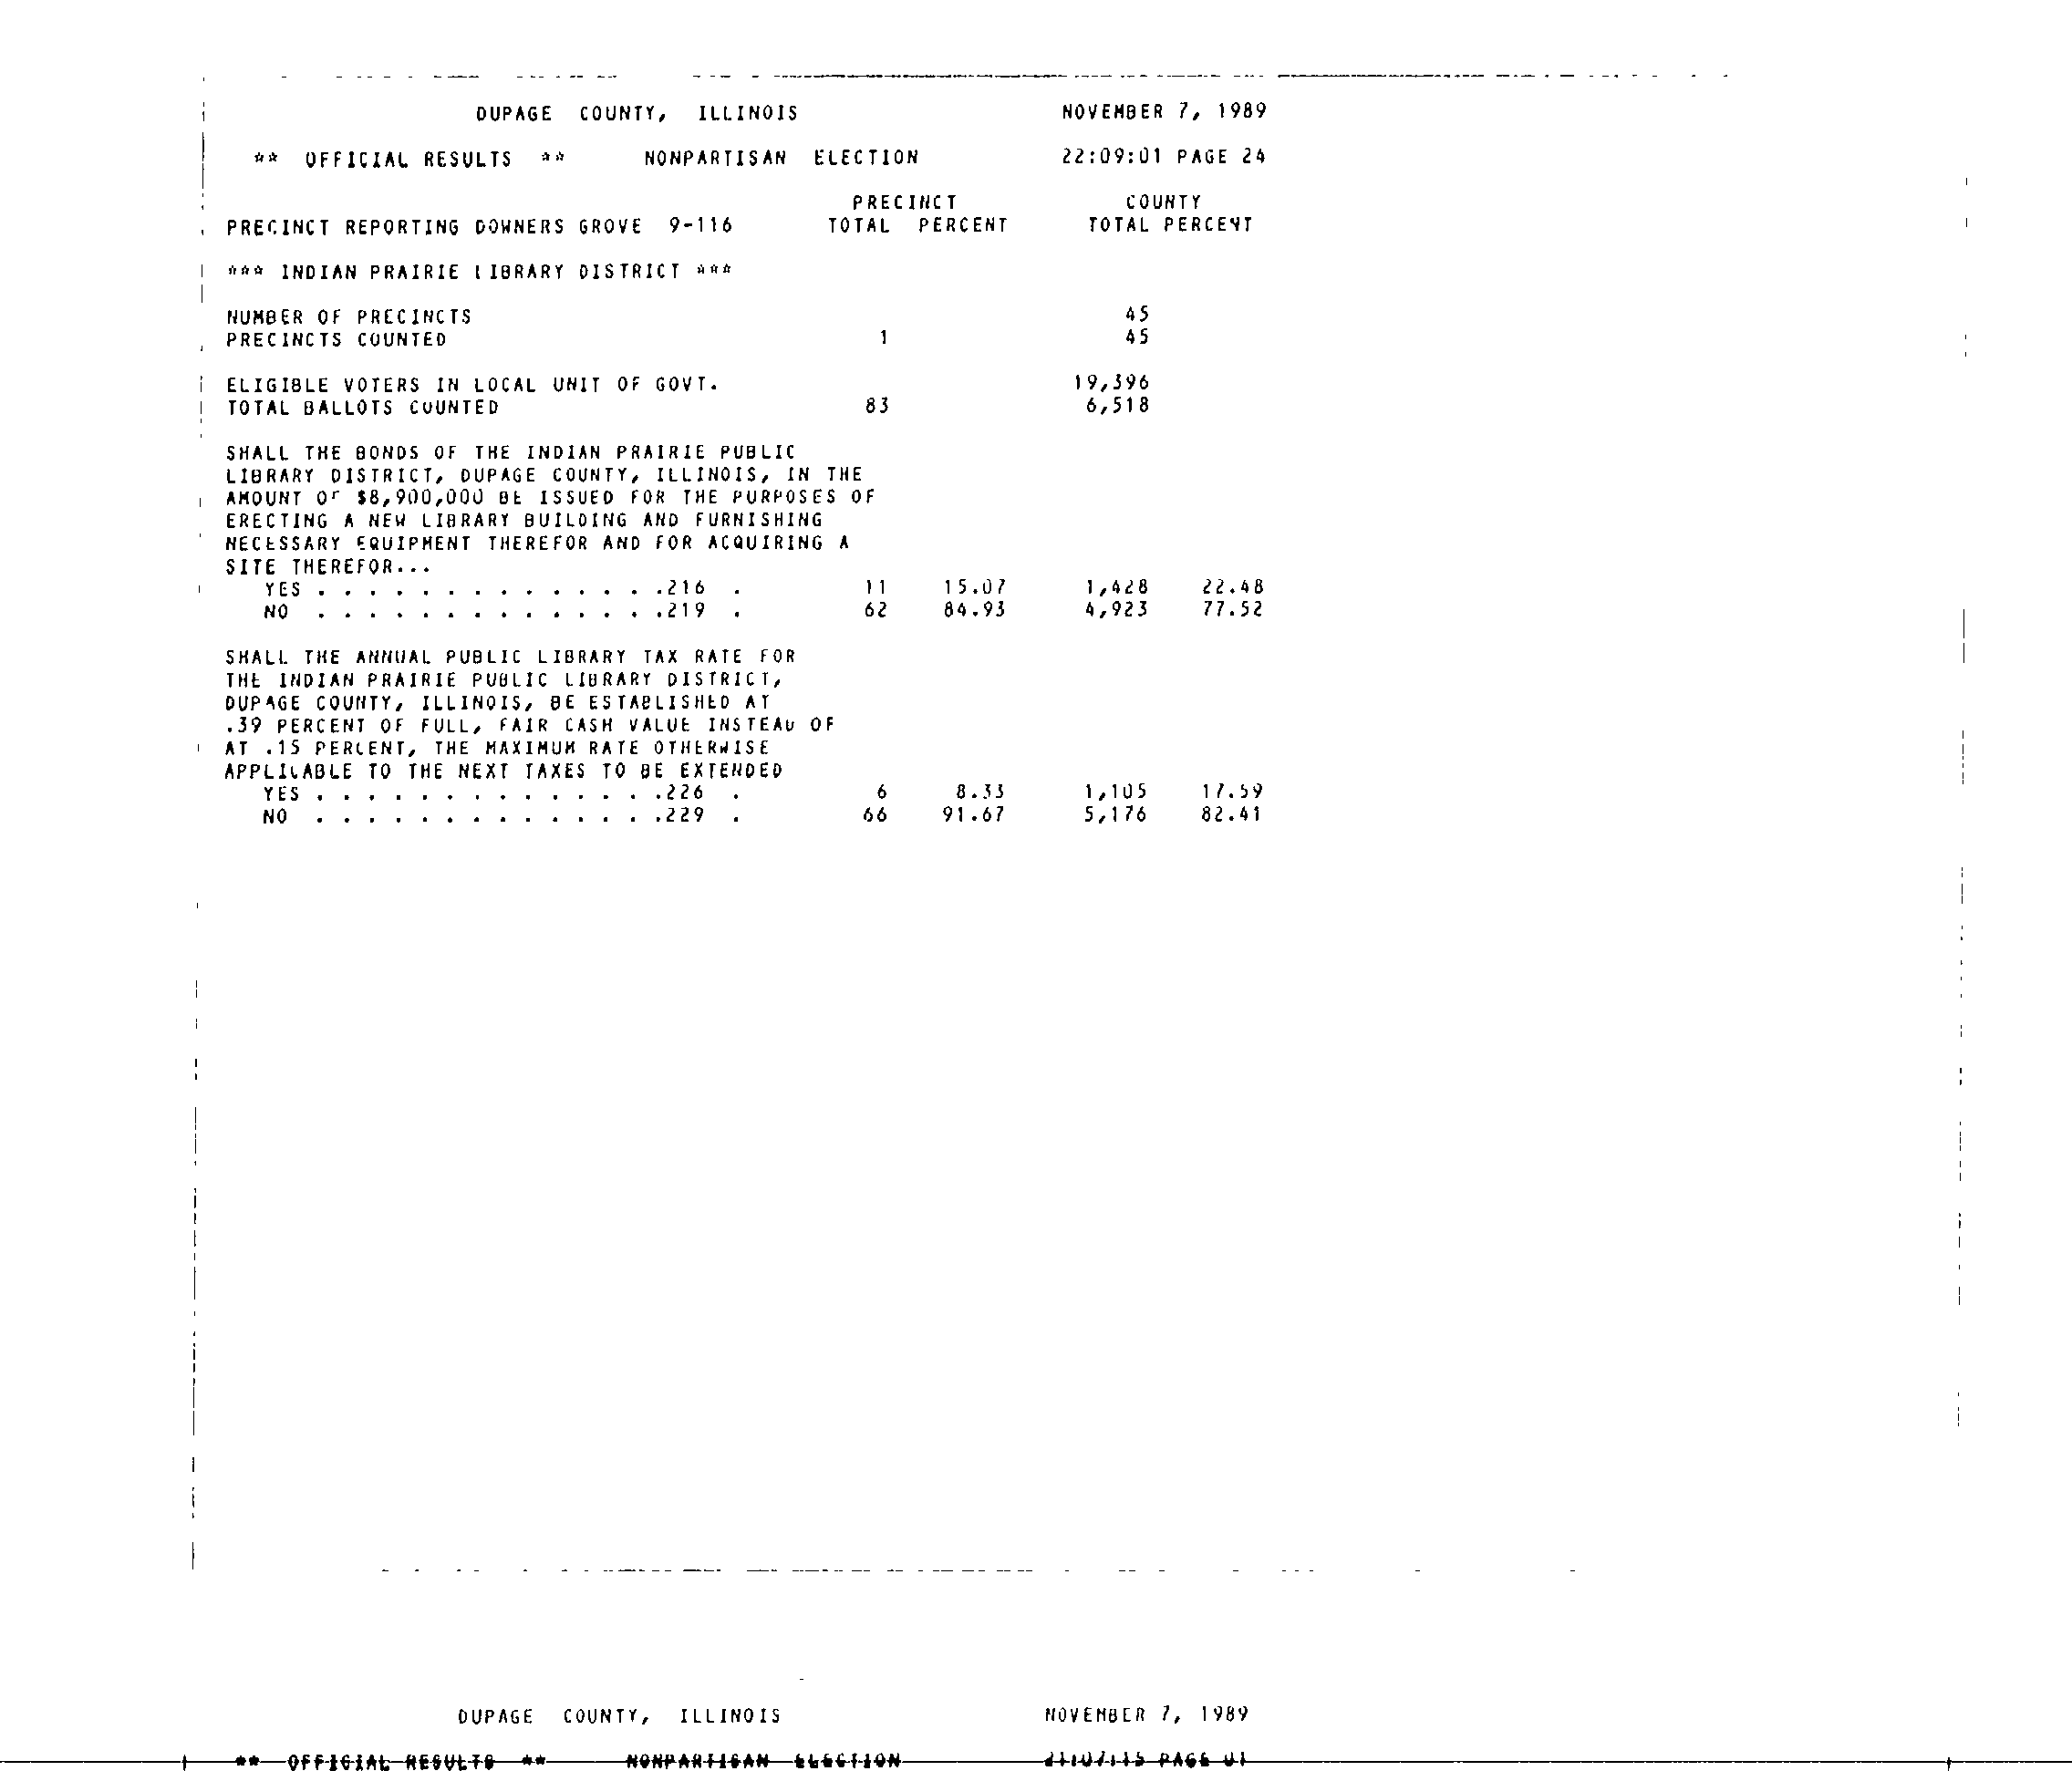 DUPAGE COUNTY, ILLINOIS NOVEMBER 7, 1989
** OFFICIAL RESULTS ** NONPARTISAN ELECTION 22:09:01 PAGE 24
PRECINCT COUNTY
PRECINCT REPORTING DOWNERS GROVE 9-116 TOTAL PERCENT TOTAL PERCENT
*** INDIAN PRAIRIE LIBRARY DISTRICT ***
NUMBER OF PRECINCTS 45
PRECINCTS COUNTED 1 45
ELIGIBLE VOTERS IN LOCAL UNIT OF GOVT. 19,396
TOTAL BALLOTS COUNTED 83 6,518
SHALL THE BONDS OF THE INDIAN PRAIRIE PUBLIC
LIBRARY DISTRICT, DUPAGE COUNTY, ILLINOIS, IN THE
AMOUNT OF $8,900,000 BE ISSUED FOR THE PURPOSES OF
ERECTING A NEW LIBRARY BUILDING AND FURNISHING
NECESSARY EQUIPMENT THEREFOR AND FOR ACQUIRING A
SITE THEREFOR...
YES . . . . . . . . . . . . . .216 . 11 15.07 1,428 22.48
NO . . . . . . . . . . . . . .219 . 62 84.93 4,923 77.52
SHALL THE ANNUAL PUBLIC LIBRARY TAX RATE FOR
THE INDIAN PRAIRIE PUBLIC LIBRARY DISTRICT,
DUPAGE COUNTY, ILLINOIS, BE ESTABLISHED AT
.39 PERCENT OF FULL, FAIR CASH VALUE INSTEAD OF
AT .15 PERCENT, THE MAXIMUM RATE OTHERWISE
APPLICABLE TO THE NEXT TAXES TO BE EXTENDED
YES . . . . . . . . . . . . . .226 . 6 8.33 1,105 17.59
NO . . . . . . . . . . . . . .229 . 66 91.67 5,176 82.41
DUPAGE COUNTY, ILLINOIS NOVEMBER 7, 1989
** OFFICIAL RESULTS ** NONPARTISAN ELECTION PAGE